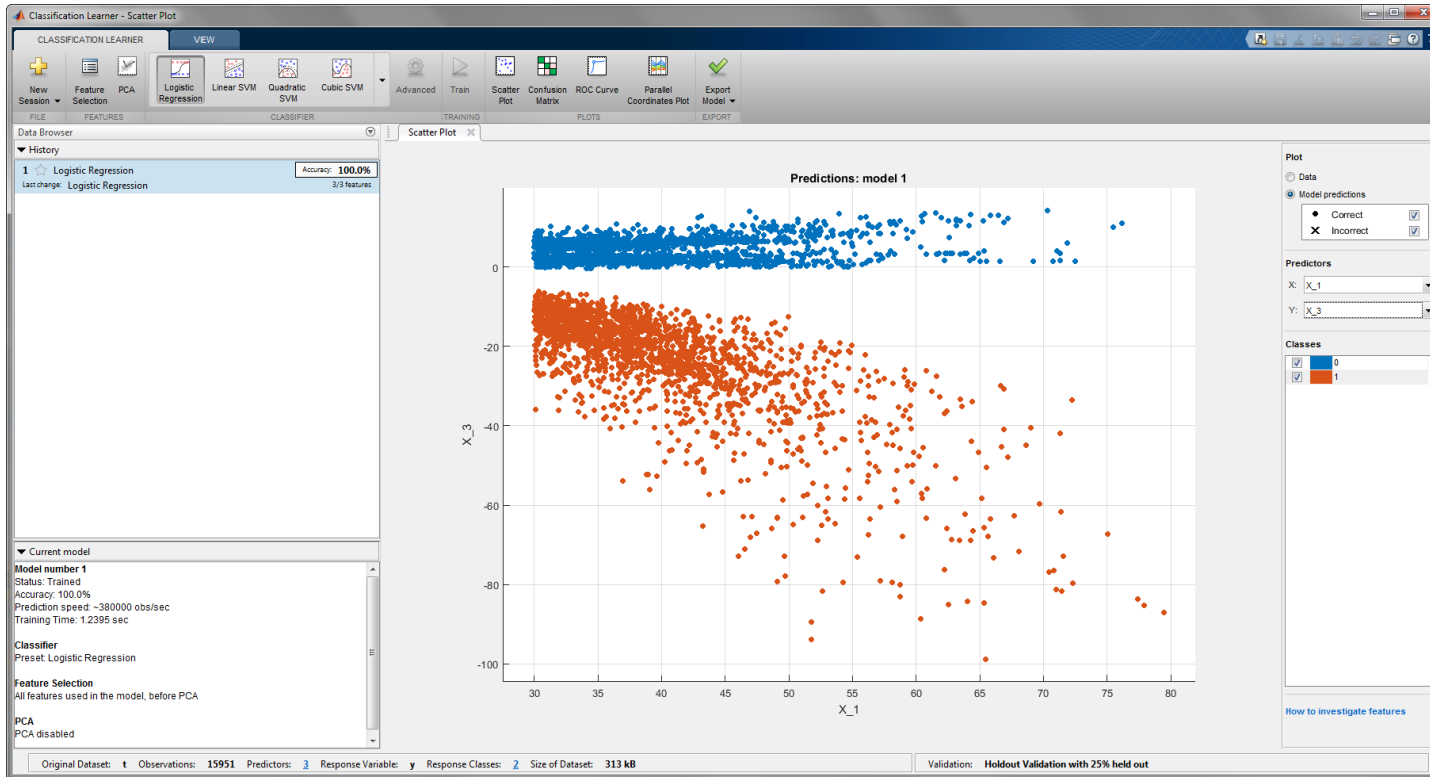 Classification Learner - Scatter Plot
CLASSIFICATION LEARNER
VIEW
New Session
Feature Selection
PCA
Logistic Regression
Linear SVM
Quadratic SVM
Cubic SVM
Advanced
Train
Scatter Plot
Confusion Matrix
ROC Curve
Parallel Coordinates Plot
Export Model
FILE
FEATURES
CLASSIFIER
TRAINING
PLOTS
EXPORT
Data Browser
History
1 Logistic Regression Accuracy: 100.0%
Last change: Logistic Regression 3/3 features
Current model
Model number 1
Status: Trained
Accuracy: 100.0%
Prediction speed: ~380000 obs/sec
Training Time: 1.2395 sec
Classifier
Preset: Logistic Regression
Feature Selection
All features used in the model, before PCA
PCA
PCA disabled
Scatter Plot
Predictions: model 1
0
-20
-40
-60
-80
-100
X_3
30 35 40 45 50 55 60 65 70 75 80
X_1
Plot
Data
Model predictions
Correct
Incorrect
Predictors
X: X_1
Y: X_3
Classes
0
1
How to investigate features
Original Dataset: t Observations: 15951 Predictors: 3 Response Variable: y Response Classes: 2 Size of Dataset: 313 kB
Validation: Holdout Validation with 25% held out